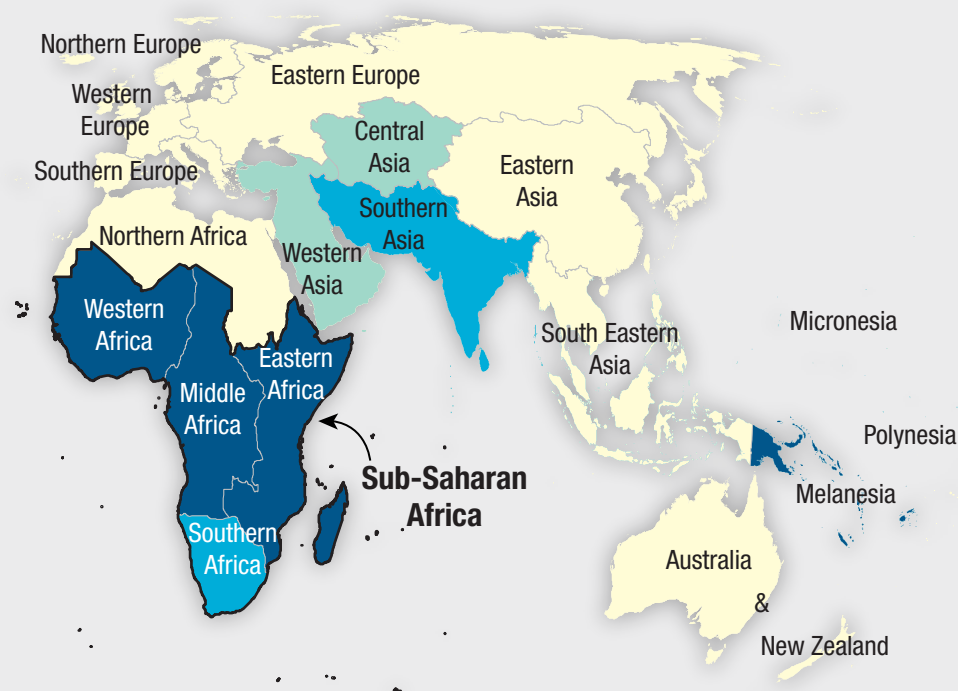 Northern Europe
Eastern Europe
Western
Europe
Southern Europe
Central
Asia
Eastern
Asia
Southern
Asia
Northern Africa
Western
Asia
Western
Africa
Eastern
Africa
Middle
Africa
South Eastern
Asia
Micronesia
Polynesia
Melanesia
Sub-Saharan
Africa
Southern
Africa
Australia
&
New Zealand